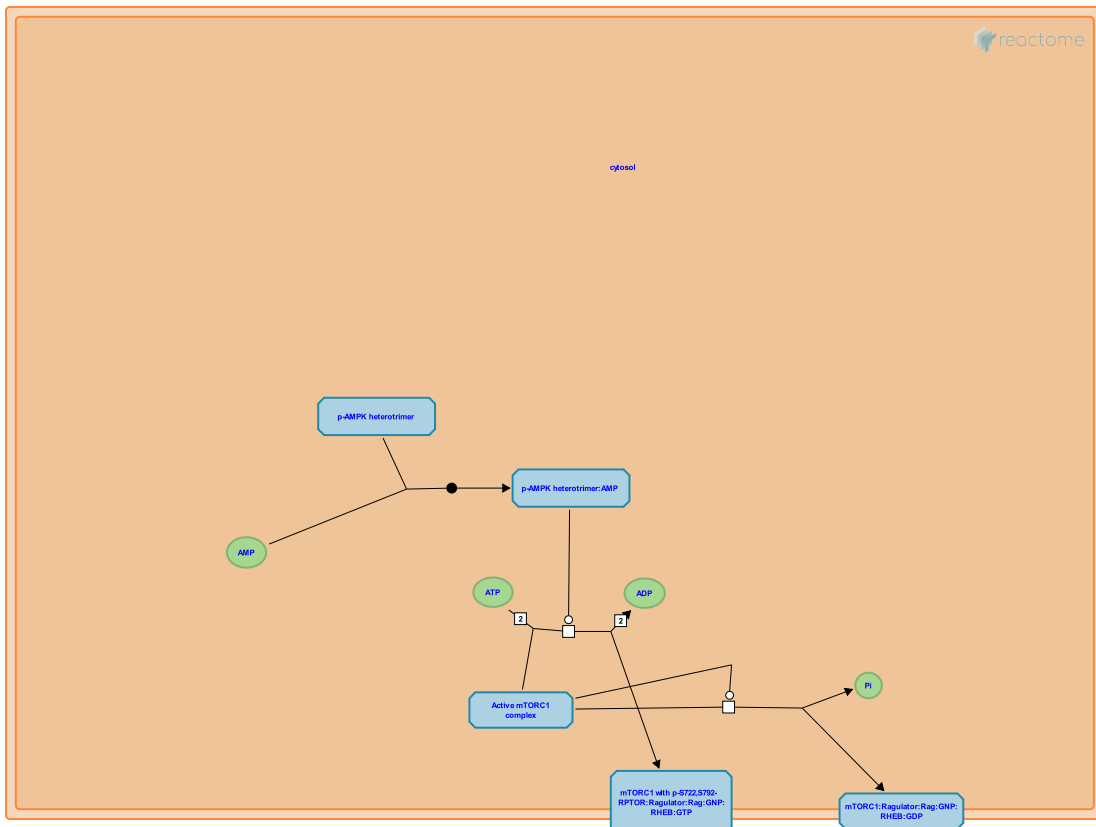 reactome
cytosol
p-AMPK heterotrimer
p-AMPK heterotrimer:AMP
AMP
ATP
ADP
2
2
Active mTORC1
complex
Pi
mTORC1 with p-S722,S792-
RPTOR:Ragulator:Rag:GNP:
RHEB:GTP
mTORC1:Ragulator:Rag:GNP:
RHEB:GDP